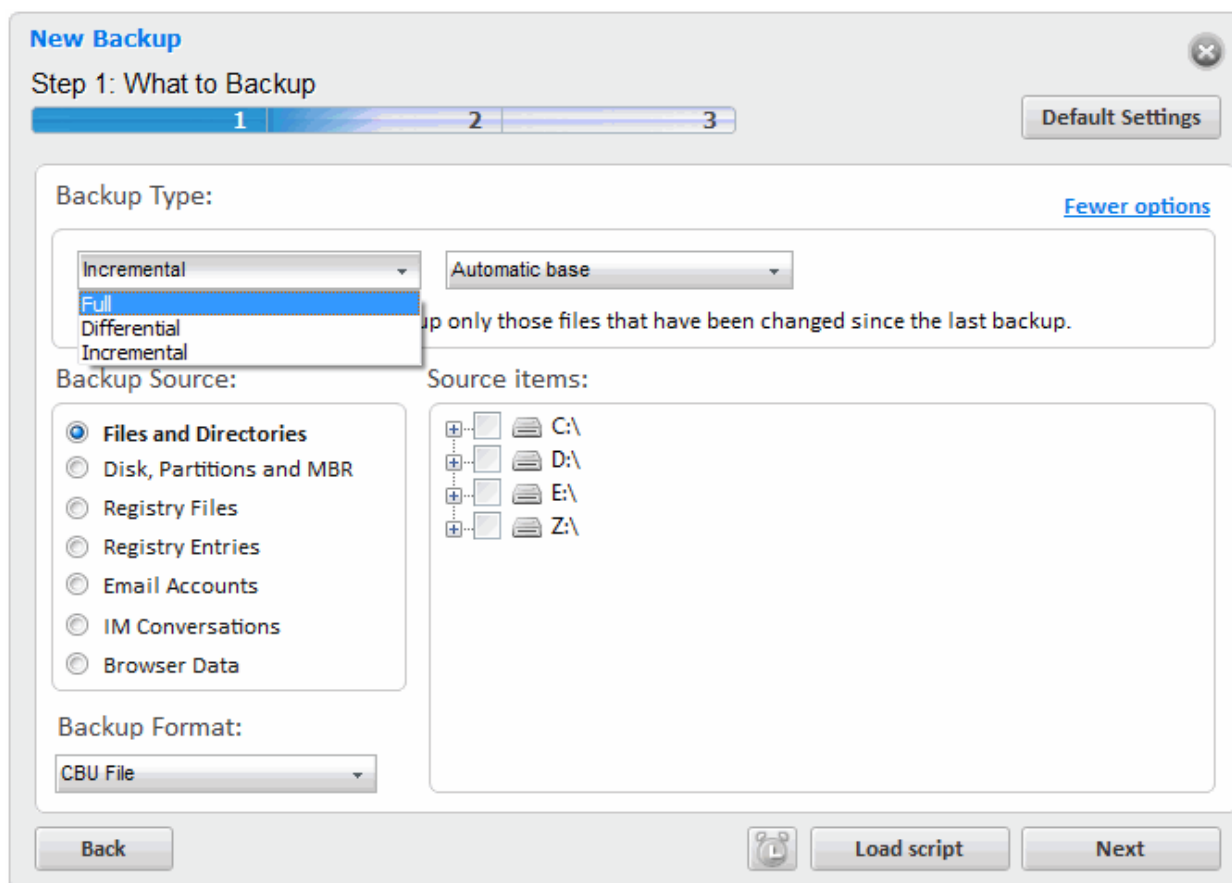 New Backup
Step 1: What to Backup
1 2 3
Default Settings
Backup Type:
Fewer options
Incremental
Automatic base
Full
Differential
Incremental
up only those files that have been changed since the last backup.
Backup Source:
Source items:
Files and Directories
Disk, Partitions and MBR
Registry Files
Registry Entries
Email Accounts
IM Conversations
Browser Data
C:\
D:\
E:\
Z:\
Backup Format:
CBU File
Back
Load script
Next